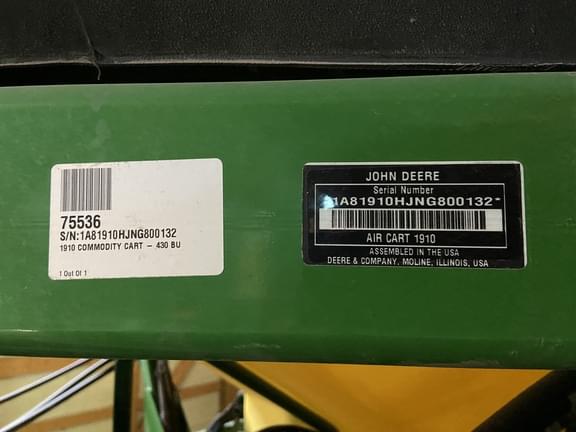 75536
S/N:1A81910HJNG800132
1910 COMMODITY CART - 430 BU
1 Out Of 1
JOHN DEERE
Serial Number
*1A81910HJNG800132*
AIR CART 1910
ASSEMBLED IN THE USA
DEERE & COMPANY, MOLINE, ILLINOIS, USA